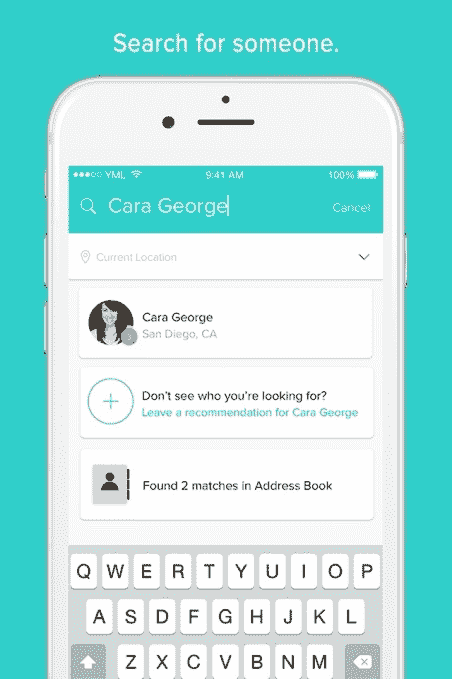 Search for someone.
YML 9:41 AM 100%
Cara George Cancel
Current Location
Cara George
San Diego, CA
Don't see who you're looking for?
Leave a recommendation for Cara George
Found 2 matches in Address Book
Q W E R T Y U I O P
A S D F G H J K L
Z X C V B N M